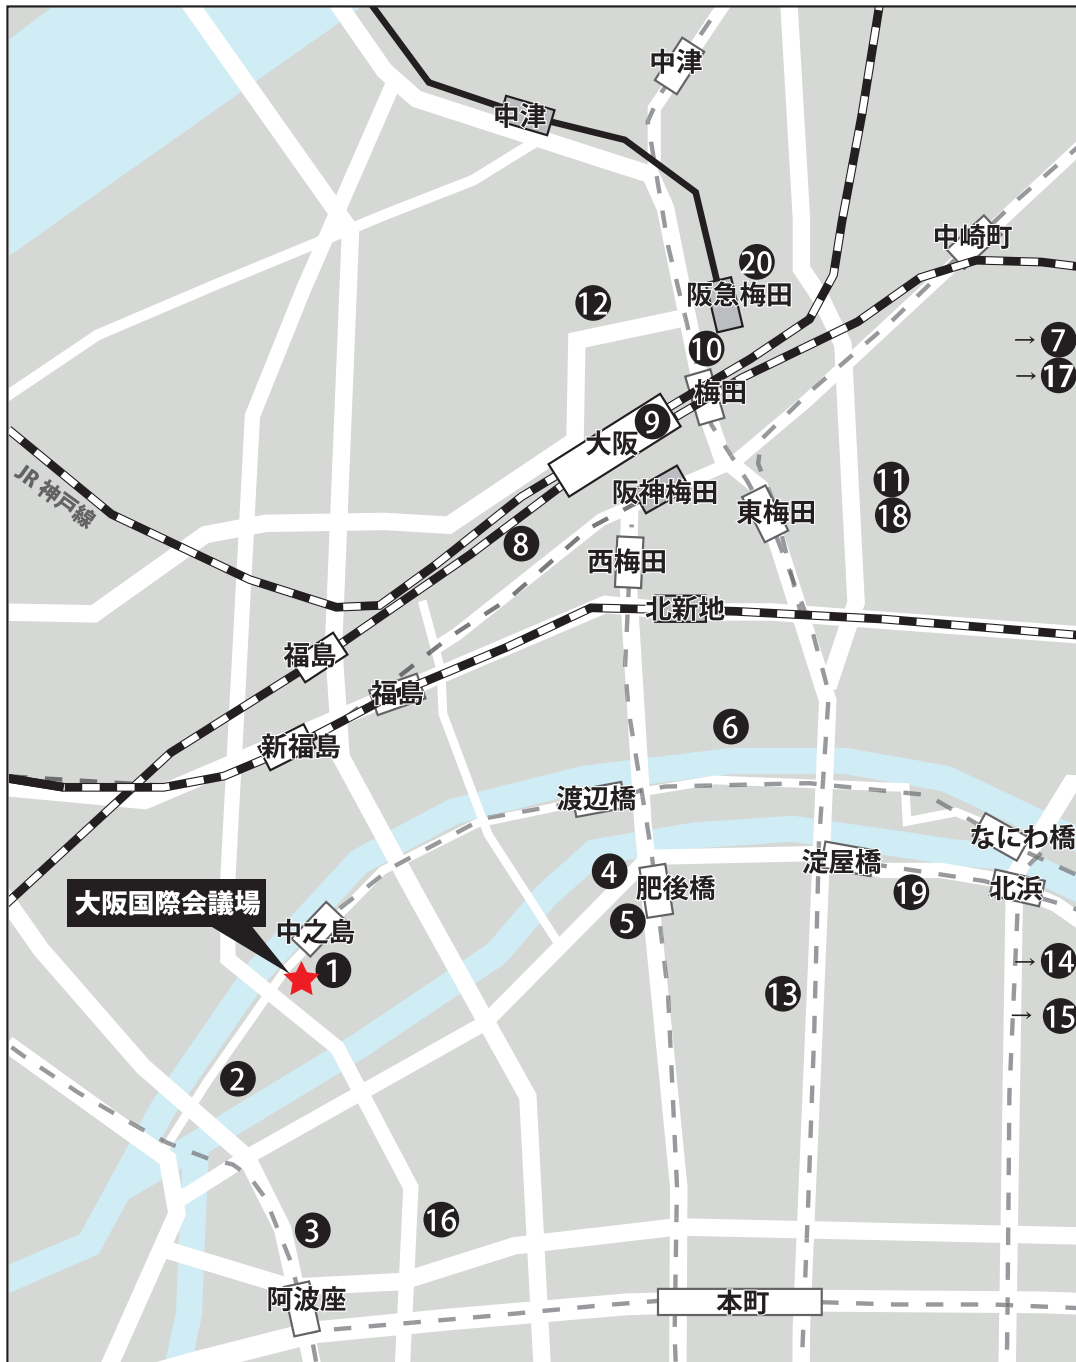 中津
中津
中崎町
20
阪急梅田
12
10
→ 7
→ 17
梅田
9
大阪
JR 神戸線
阪神梅田
11
東梅田
18
8
西梅田
北新地
福島
福島
6
新福島
渡辺橋
なにわ橋
淀屋橋
4
肥後橋
19
北浜
大阪国際会議場
5
中之島
→ 14
1
13
→ 15
2
16
3
阿波座
本町